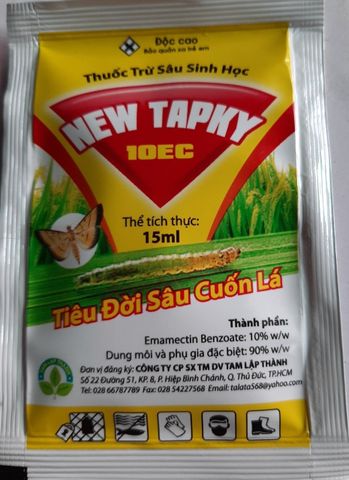 Độc cao
Bảo quản xa trẻ em
Thuốc Trừ Sâu Sinh Học
NEW TAPKY
10EC
Thể tích thực:
15ml
Tiêu Đời Sâu Cuốn Lá
Thành phần:
Emamectin Benzoate: 10% w/w
Dung môi và phụ gia đặc biệt: 90% w/w
Đơn vị đăng ký: CÔNG TY CP SX TM DV TAM LẬP THÀNH
Số 22 Đường 51, KP. 8, P. Hiệp Bình Chánh, Q. Thủ Đức, TP.HCM
Tel: 028 66787789 Fax: 028 54227568 Email: talata568@yahoo.com